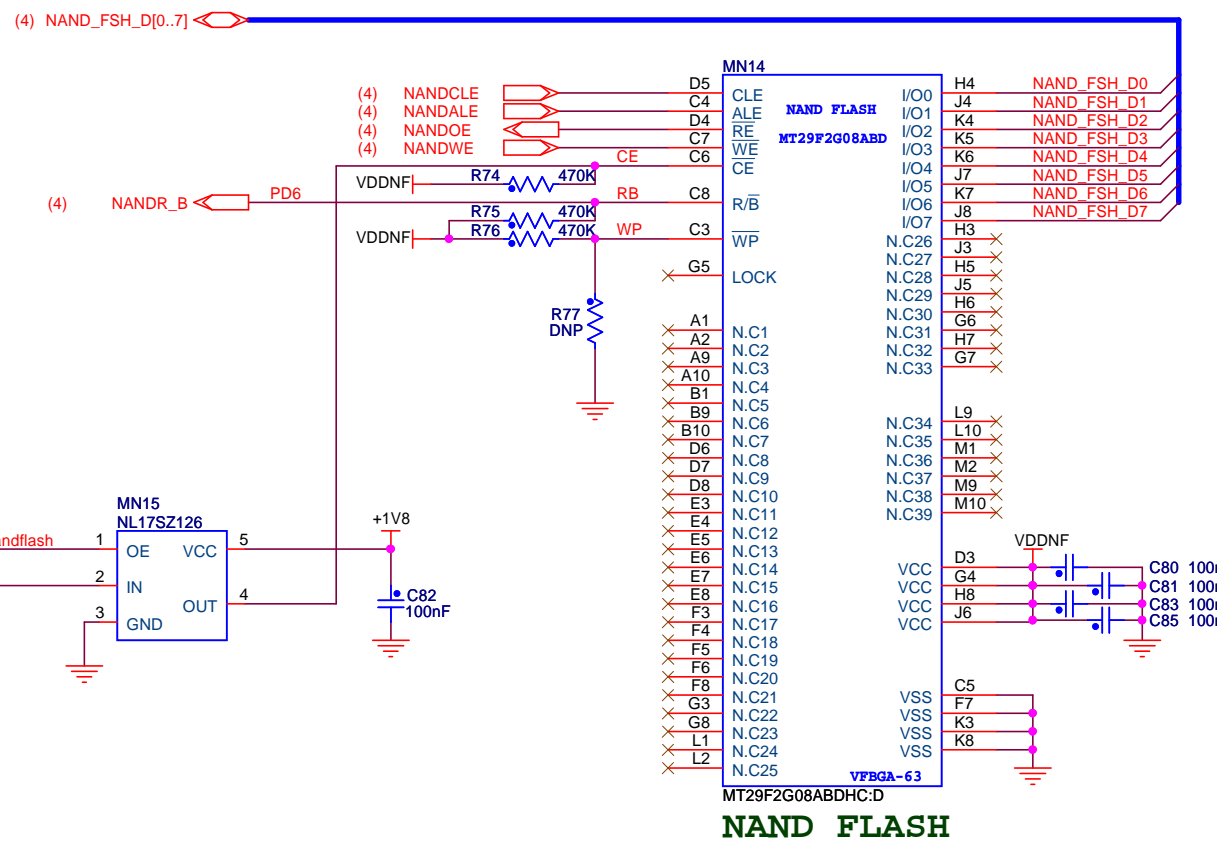 (4) NAND_FSH_D[0..7]
MN14
(4) NANDCLE
(4) NANDALE
(4) NANDOE
(4) NANDWE
D5 CLE
C4 ALE
D4 RE
C7 WE
C6 CE
CE
NAND FLASH
MT29F2G08ABD
H4 I/O0 NAND_FSH_D0
J4 I/O1 NAND_FSH_D1
K4 I/O2 NAND_FSH_D2
K5 I/O3 NAND_FSH_D3
K6 I/O4 NAND_FSH_D4
J7 I/O5 NAND_FSH_D5
K7 I/O6 NAND_FSH_D6
J8 I/O7 NAND_FSH_D7
VDDNF R74 470K
(4) NANDR_B PD6 RB C8 R/B
R75 470K
VDDNF R76 470K WP C3 WP
G5 LOCK
R77
DNP
A1 N.C1
A2 N.C2
A9 N.C3
A10 N.C4
B1 N.C5
B9 N.C6
B10 N.C7
D6 N.C8
D7 N.C9
D8 N.C10
E3 N.C11
E4 N.C12
E5 N.C13
E6 N.C14
E7 N.C15
E8 N.C16
F3 N.C17
F4 N.C18
F5 N.C19
F6 N.C20
F8 N.C21
G3 N.C22
G8 N.C23
L1 N.C24
L2 N.C25
N.C26 H3
N.C27 J3
N.C28 H5
N.C29 J5
N.C30 H6
N.C31 G6
N.C32 H7
N.C33 G7
N.C34 L9
N.C35 L10
N.C36 M1
N.C37 M2
N.C38 M9
N.C39 M10
VDDNF
VCC D3 C80
VCC G4 C81
VCC H8 C83
VCC J6 C85
VSS C5
VSS F7
VSS K3
VSS K8
VFBGA-63
MT29F2G08ABDHC:D
NAND FLASH
MN15
NL17SZ126
1 OE VCC 5
2 IN
OUT 4
3 GND
+1V8
C82
100nF